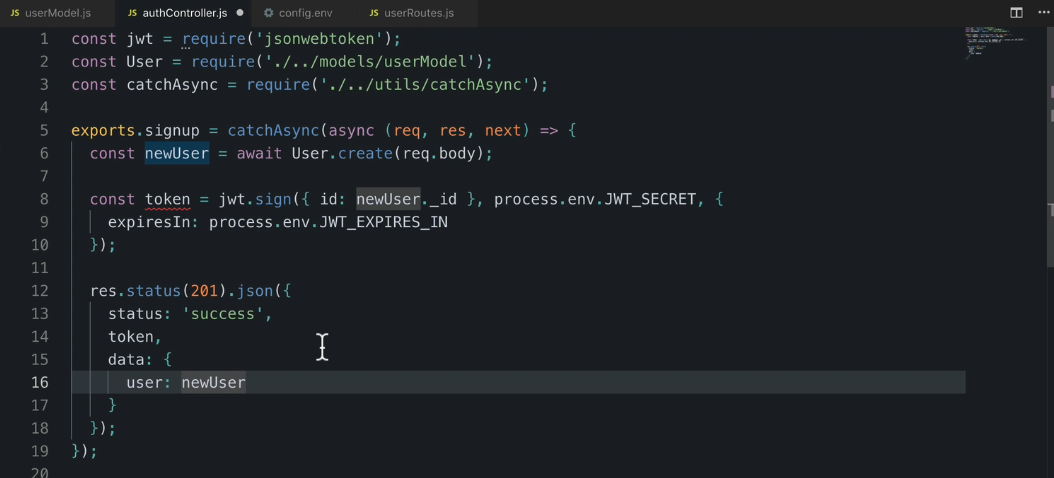 JS userModel.js
JS authController.js
config.env
JS userRoutes.js
1 const jwt = require('jsonwebtoken');
2 const User = require('./../models/userModel');
3 const catchAsync = require('./../utils/catchAsync');
4
5 exports.signup = catchAsync(async (req, res, next) => {
6 const newUser = await User.create(req.body);
7
8 const token = jwt.sign({ id: newUser._id }, process.env.JWT_SECRET, {
9 expiresIn: process.env.JWT_EXPIRES_IN
10 });
11
12 res.status(201).json({
13 status: 'success',
14 token,
15 data: {
16 user: newUser
17 }
18 });
19 });
20